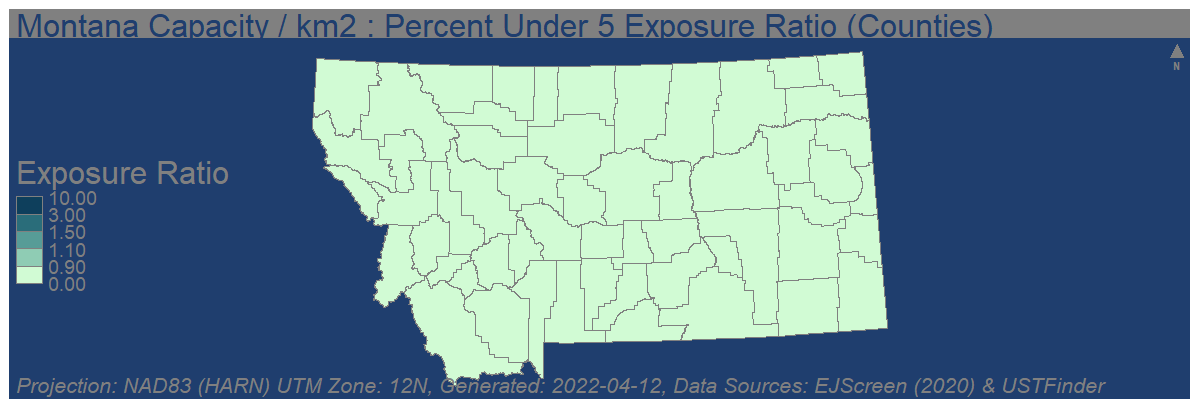 Montana Capacity / km2 : Percent Under 5 Exposure Ratio (Counties)
N
Exposure Ratio
10.00
3.00
1.50
1.10
0.90
0.00
Projection: NAD83 (HARN) UTM Zone: 12N, Generated: 2022-04-12, Data Sources: EJScreen (2020) & USTFinder